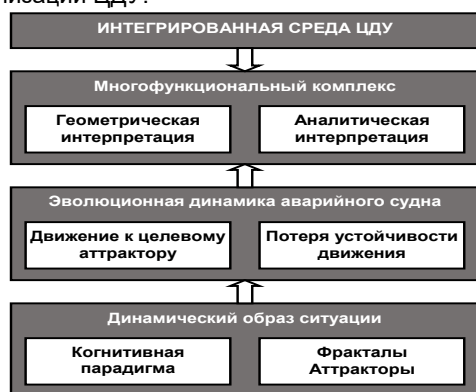 ИНТЕГРИРОВАННАЯ СРЕДА ЦДУ
Многофункциональный комплекс
Геометрическая
интерпретация
Аналитическая
интерпретация
Эволюционная динамика аварийного судна
Движение к целевому
аттрактору
Потеря устойчивости
движения
Динамический образ ситуации
Когнитивная
парадигма
Фракталы
Аттракторы